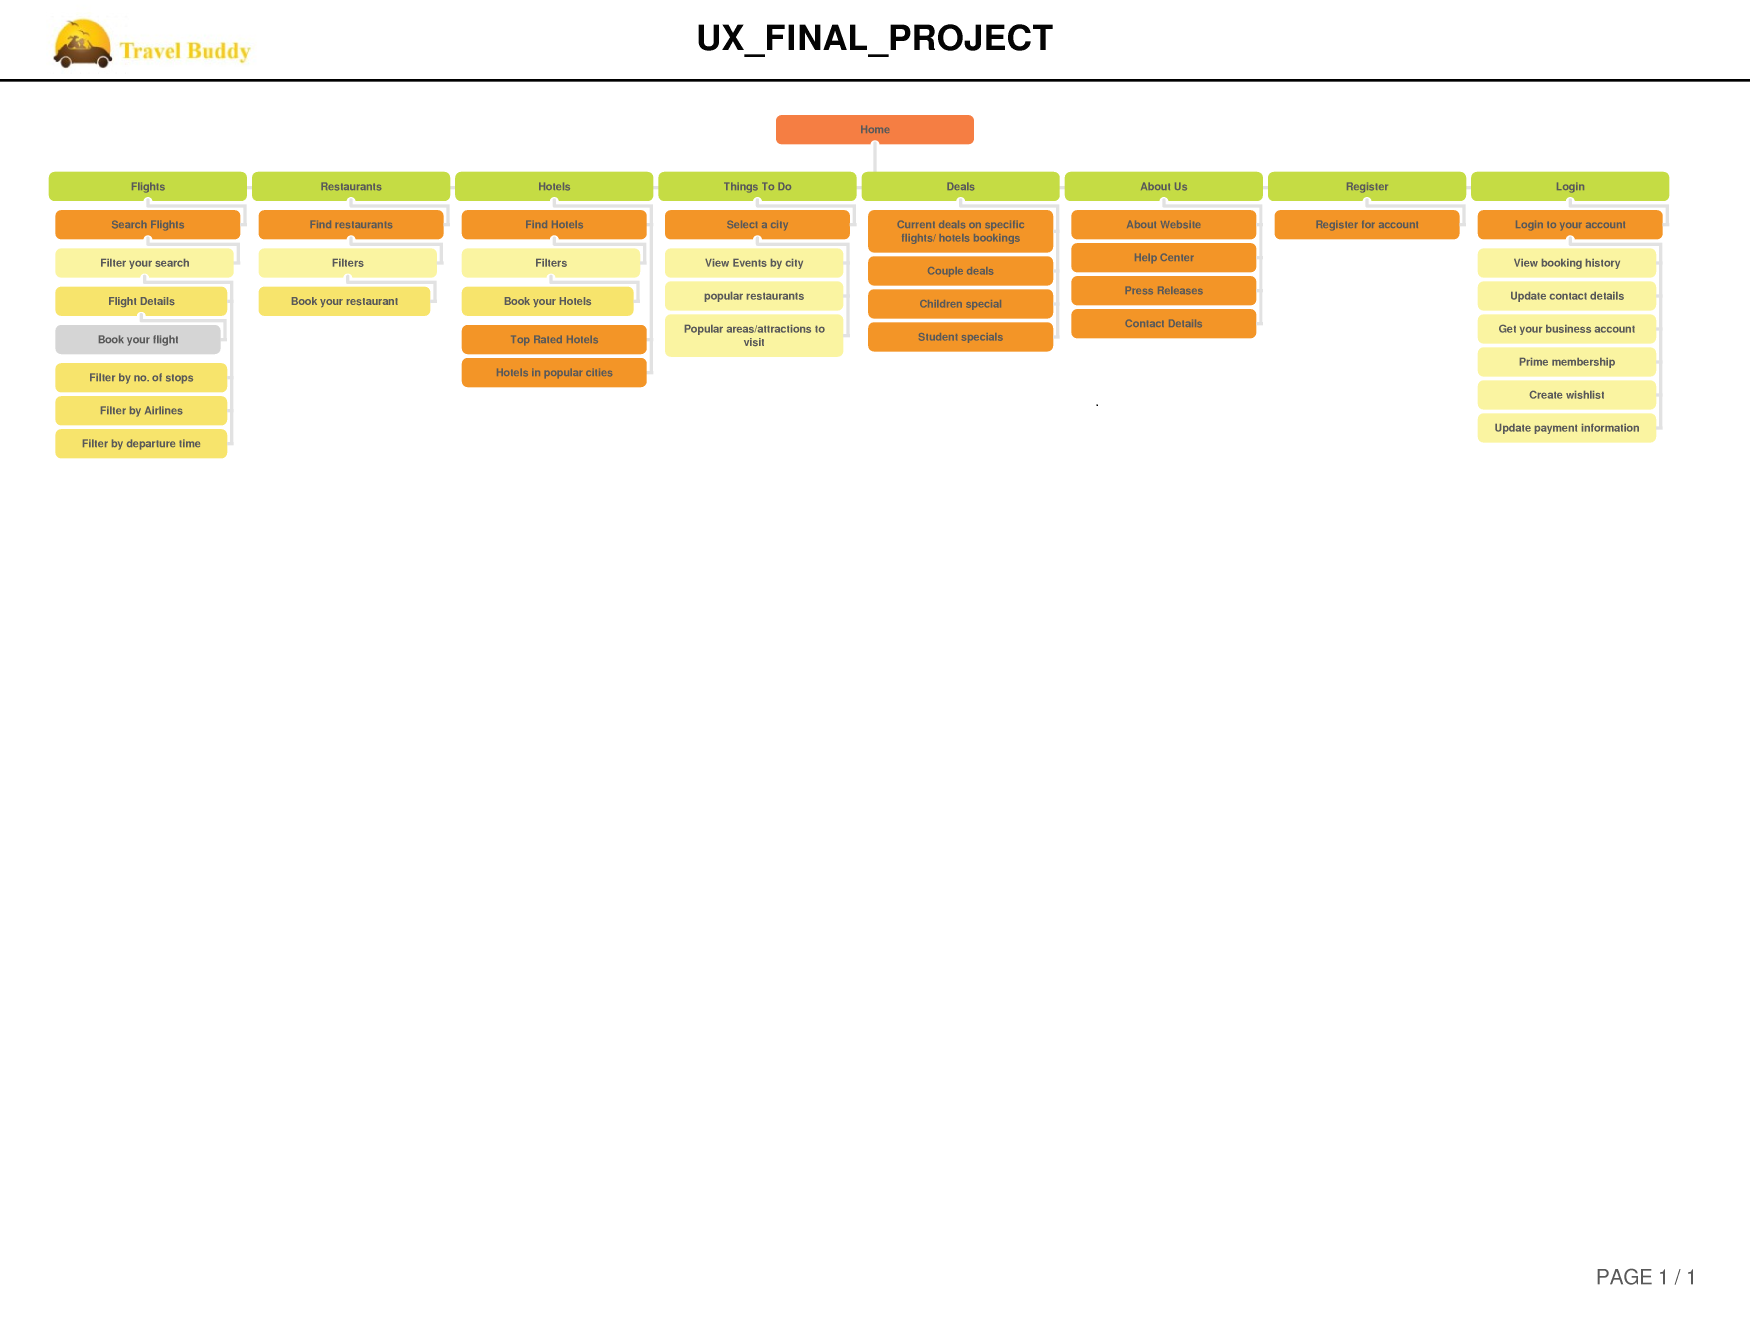 Travel Buddy
UX_FINAL_PROJECT
Home
Flights
Search Flights
Filter your search
Flight Details
Book your flight
Filter by no. of stops
Filter by Airlines
Filter by departure time
Restaurants
Find restaurants
Filters
Book your restaurant
Hotels
Find Hotels
Filters
Book your Hotels
Top Rated Hotels
Hotels in popular cities
Things To Do
Select a city
View Events by city
popular restaurants
Popular areas/attractions to
visit
Deals
Current deals on specific
flights/ hotels bookings
Couple deals
Children special
Student specials
About Us
About Website
Help Center
Press Releases
Contact Details
.
Register
Register for account
Login
Login to your account
View booking history
Update contact details
Get your business account
Prime membership
Create wishlist
Update payment information
PAGE 1 / 1